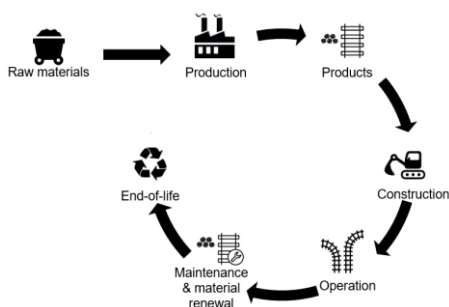 Raw materials
Production
Products
Construction
Operation
Maintenance
& material
renewal
End-of-life